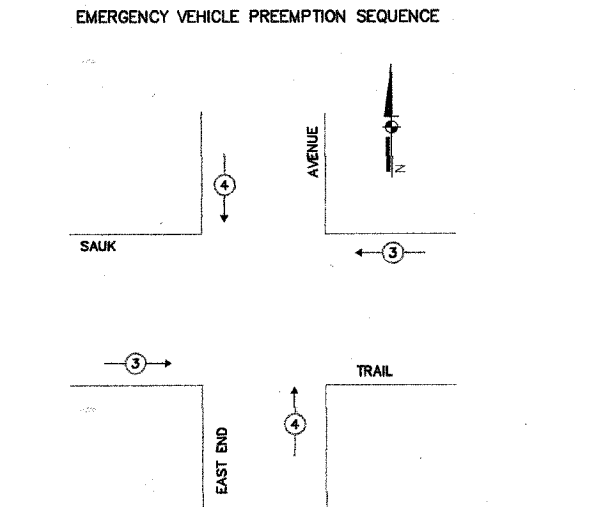 EMERGENCY VEHICLE PREEMPTION SEQUENCE
AVENUE
N
4
SAUK
3
3
TRAIL
4
EAST END